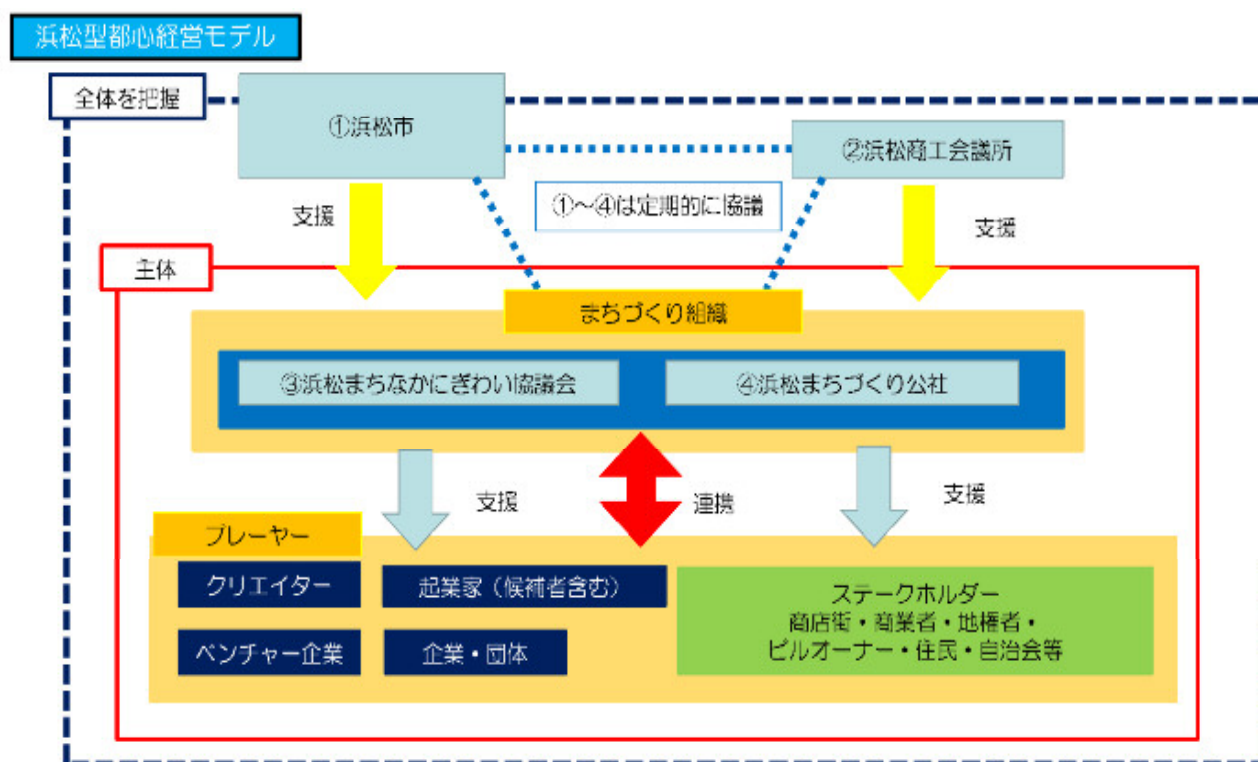 浜松型都心経営モデル
全体を把握
①浜松市
②浜松商工会議所
①～④は定期的に協議
支援
支援
主体
まちづくり組織
③浜松まちなかにぎわい協議会
④浜松まちづくり公社
支援
連携
支援
プレーヤー
クリエイター
起業家（候補者含む）
ベンチャー企業
企業・団体
ステークホルダー
商店街・商業者・地権者・
ビルオーナー・住民・自治会等